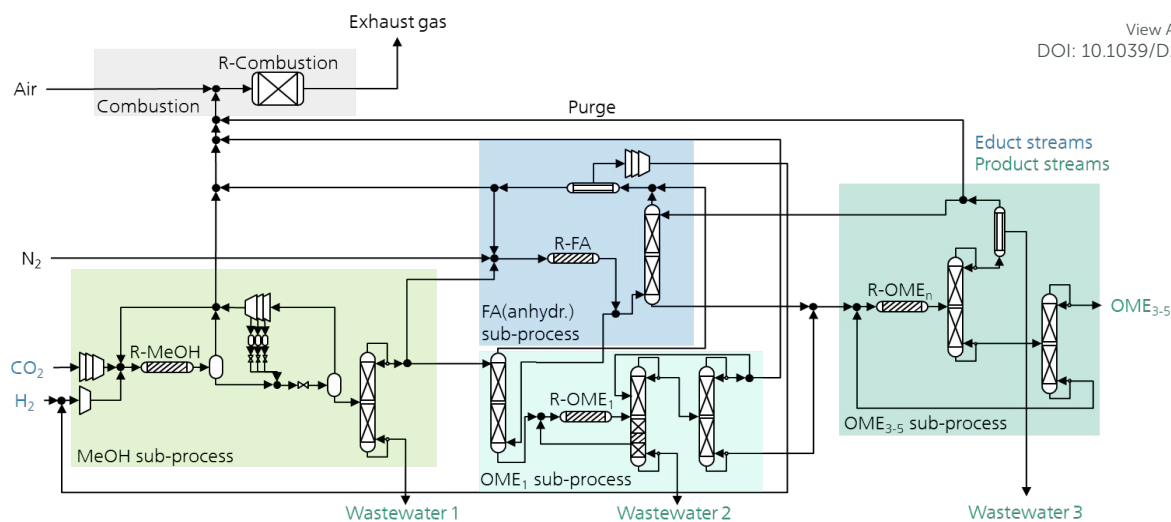 Exhaust gas
View A
DOI: 10.1039/D
R-Combustion
Air
Combustion
Purge
Educt streams
Product streams
R-FA
N₂
R-OMEₙ
FA(anhydr.)
sub-process
OME₃₋₅
R-MeOH
CO₂
H₂
R-OME₁
OME₃₋₅ sub-process
MeOH sub-process
OME₁ sub-process
Wastewater 1
Wastewater 2
Wastewater 3